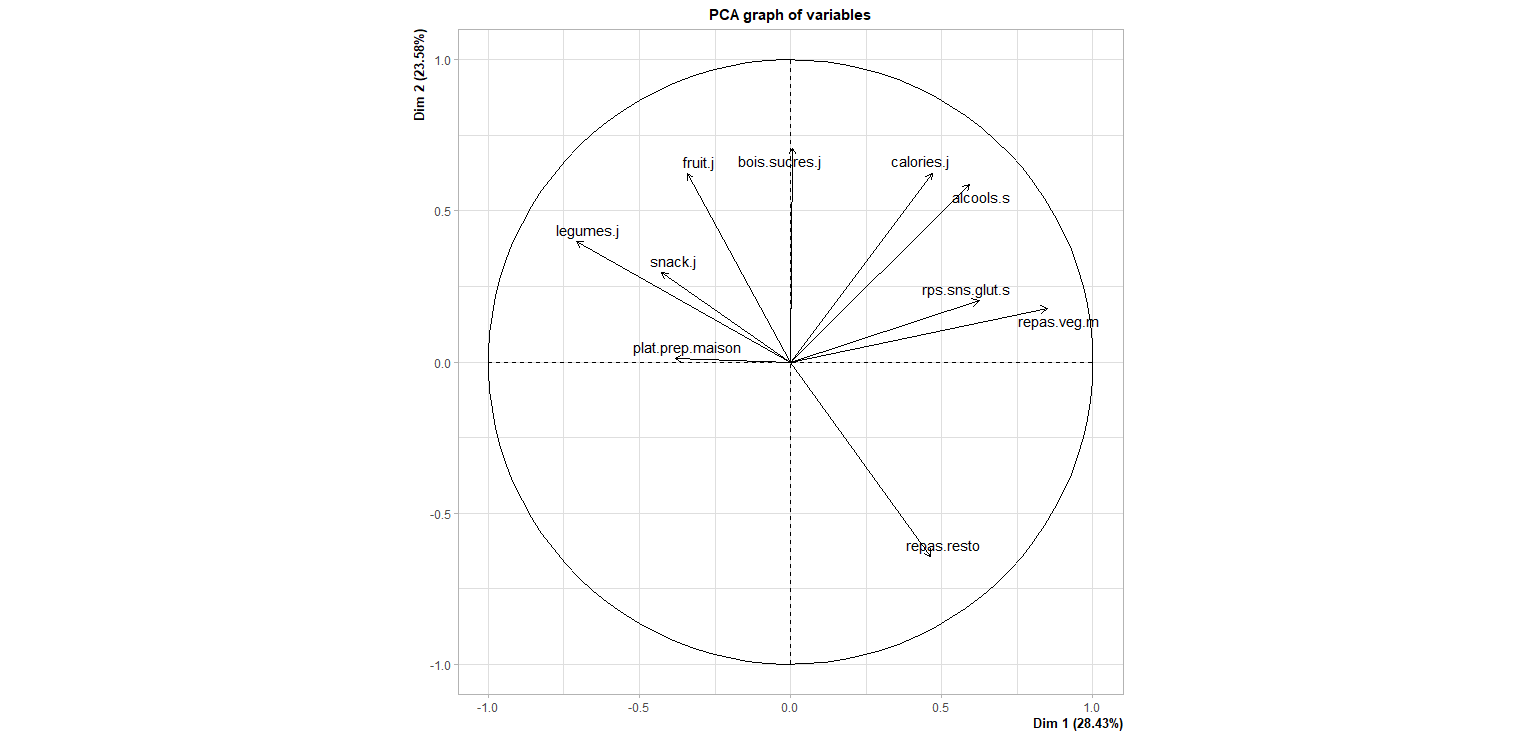 PCA graph of variables
Dim 2 (23.58%)
1.0
0.5
0.0
-0.5
-1.0
fruit.j
bois.sucres.j
calories.j
alcools.s
legumes.j
snack.j
rps.sns.glut.s
repas.veg.m
plat.prep.maison
repas.resto
-1.0
-0.5
0.0
0.5
1.0
Dim 1 (28.43%)